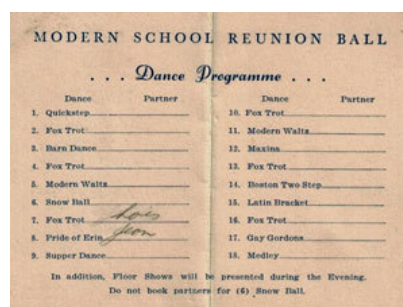 MODERN SCHOOL REUNION BALL
. . . Dance Programme . . .
Dance Partner
1. Quickstep
2. Fox Trot
3. Barn Dance
4. Fox Trot
5. Modern Waltz
6. Snow Ball
7. Fox Trot Lois
8. Pride of Erin Jean
9. Supper Dance
Dance Partner
10. Fox Trot
11. Modern Waltz
12. Maxina
13. Fox Trot
14. Boston Two Step
15. Latin Bracket
16. Fox Trot
17. Gay Gordons
18. Medley
In addition, Floor Shows will be presented during the Evening.
Do not book partners for (6) Snow Ball.